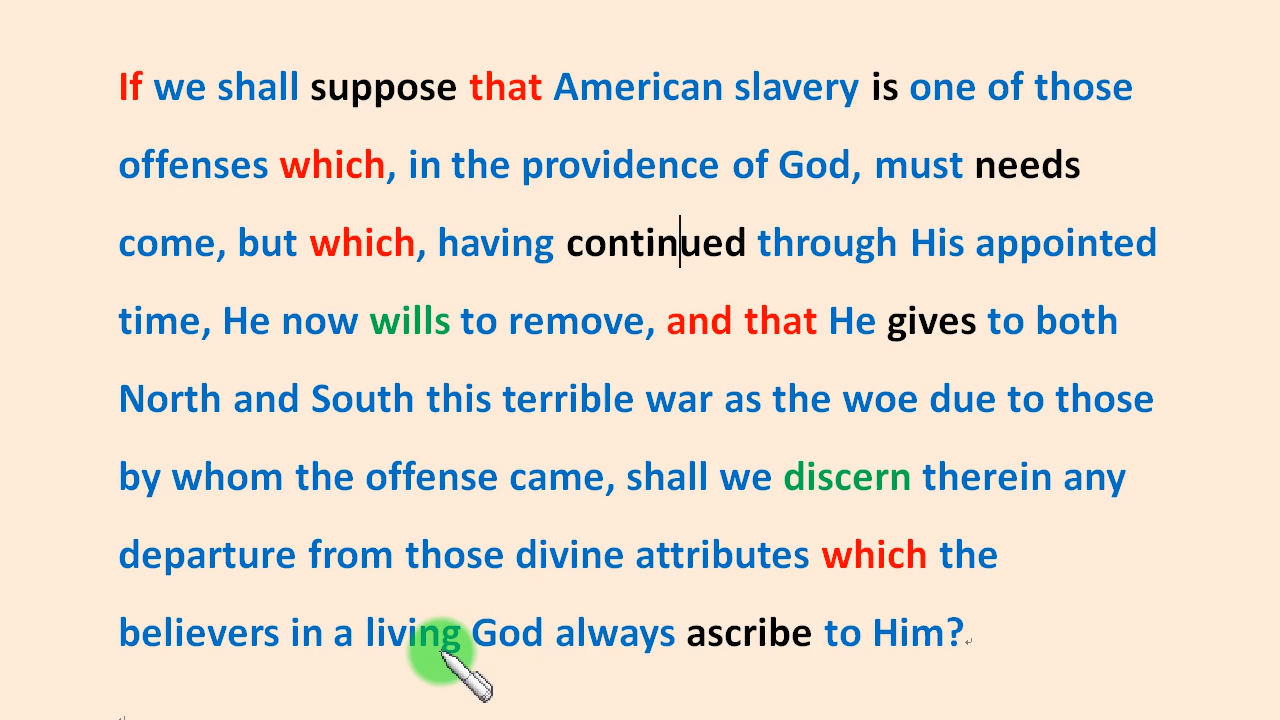 If we shall suppose that American slavery is one of those
offenses which, in the providence of God, must needs
come, but which, having continued through His appointed
time, He now wills to remove, and that He gives to both
North and South this terrible war as the woe due to those
by whom the offense came, shall we discern therein any
departure from those divine attributes which the
believers in a living God always ascribe to Him?